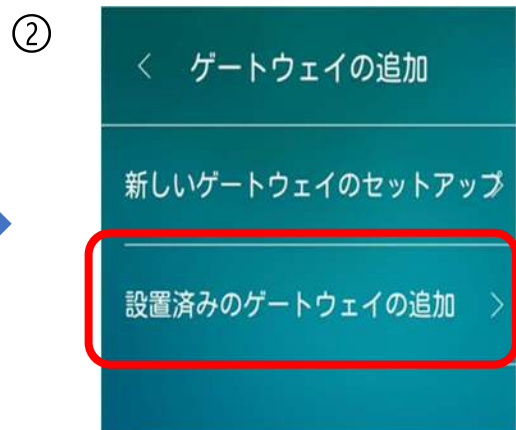 ②
< ゲートウェイの追加
新しいゲートウェイのセットアップ >
設置済みのゲートウェイの追加 >